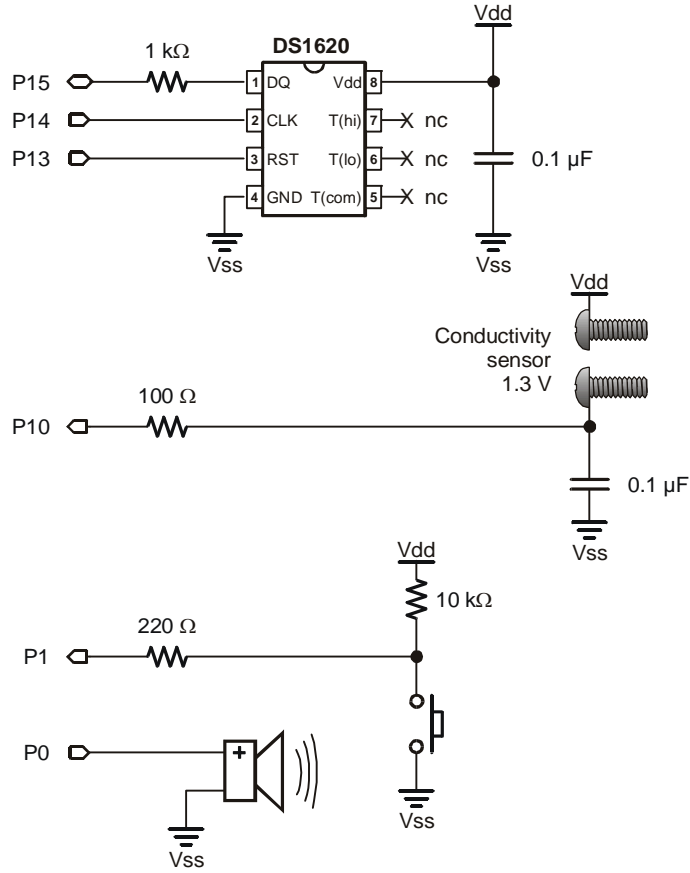 Vdd
DS1620
1 kΩ
P15
1 DQ Vdd 8
P14
2 CLK T(hi) 7 X nc
P13
3 RST T(lo) 6 X nc
0.1 µF
4 GND T(com) 5 X nc
Vss
Vss
Vdd
Conductivity
sensor
1.3 V
100 Ω
P10
0.1 µF
Vss
Vdd
10 kΩ
220 Ω
P1
P0
+
Vss
Vss